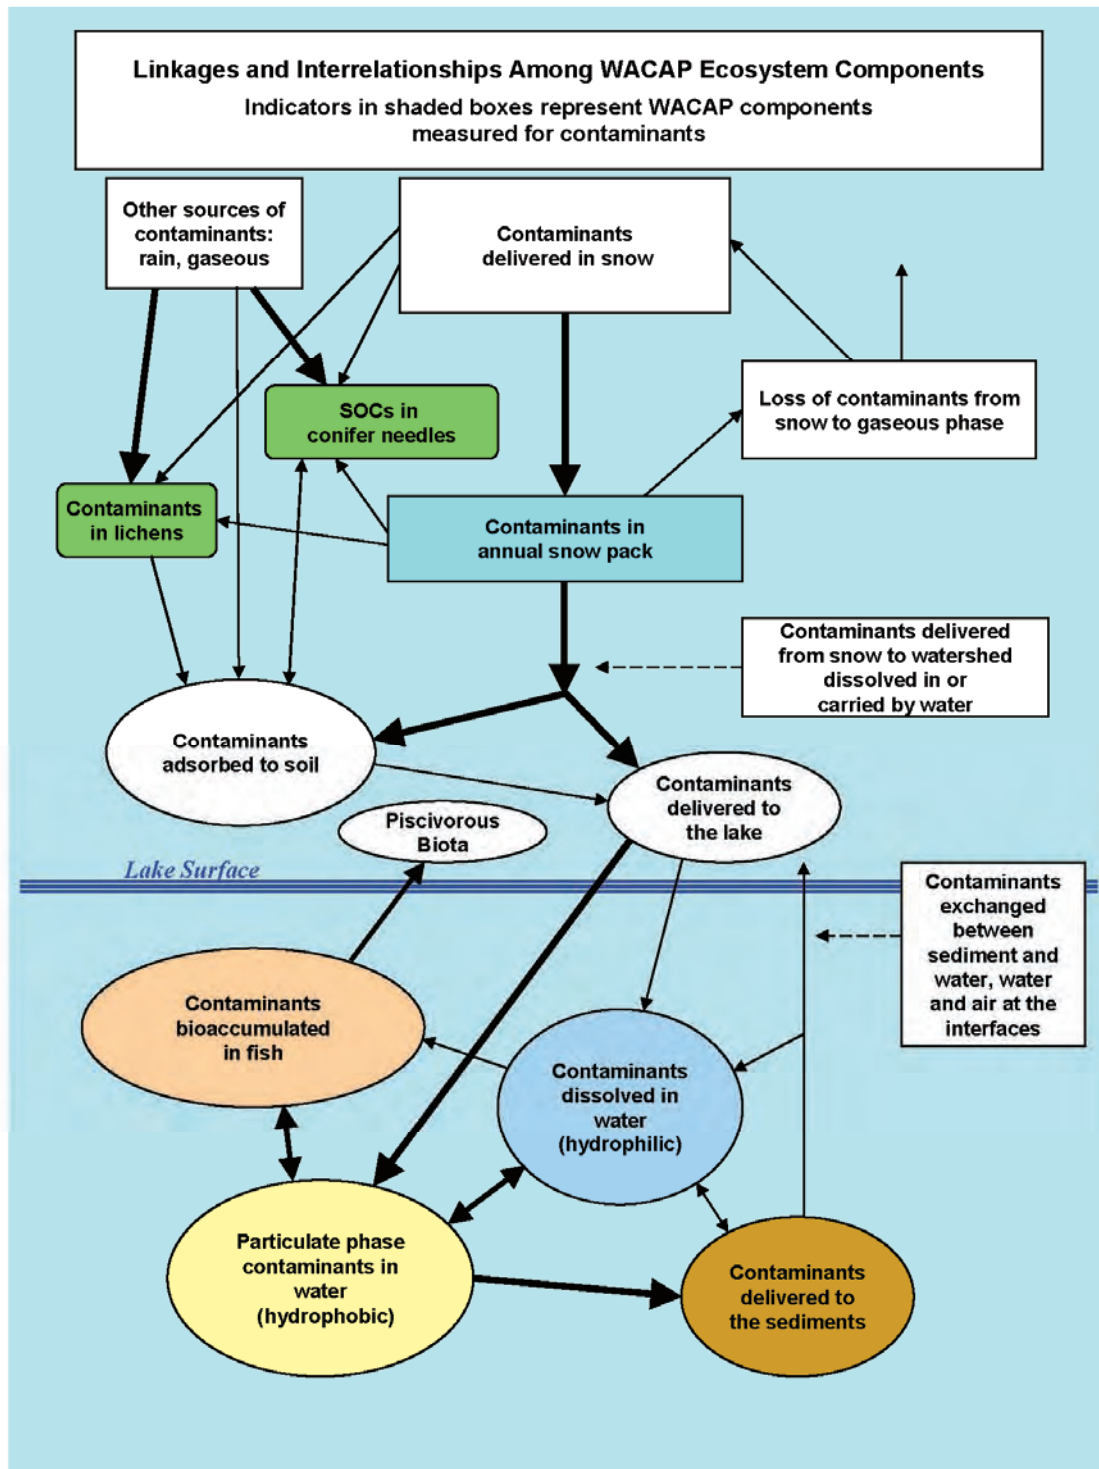 Linkages and Interrelationships Among WACAP Ecosystem Components
Indicators in shaded boxes represent WACAP components
measured for contaminants
Other sources of
contaminants:
rain, gaseous
Contaminants
delivered in snow
Loss of contaminants from
snow to gaseous phase
SOCs in
conifer needles
Contaminants
in lichens
Contaminants in
annual snow pack
Contaminants delivered
from snow to watershed
dissolved in or
carried by water
Contaminants
adsorbed to soil
Contaminants
delivered to
the lake
Piscivorous
Biota
Lake Surface
Contaminants
exchanged
between
sediment and
water, water
and air at the
interfaces
Contaminants
bioaccumulated
in fish
Contaminants
dissolved in
water
(hydrophilic)
Particulate phase
contaminants in
water
(hydrophobic)
Contaminants
delivered to
the sediments